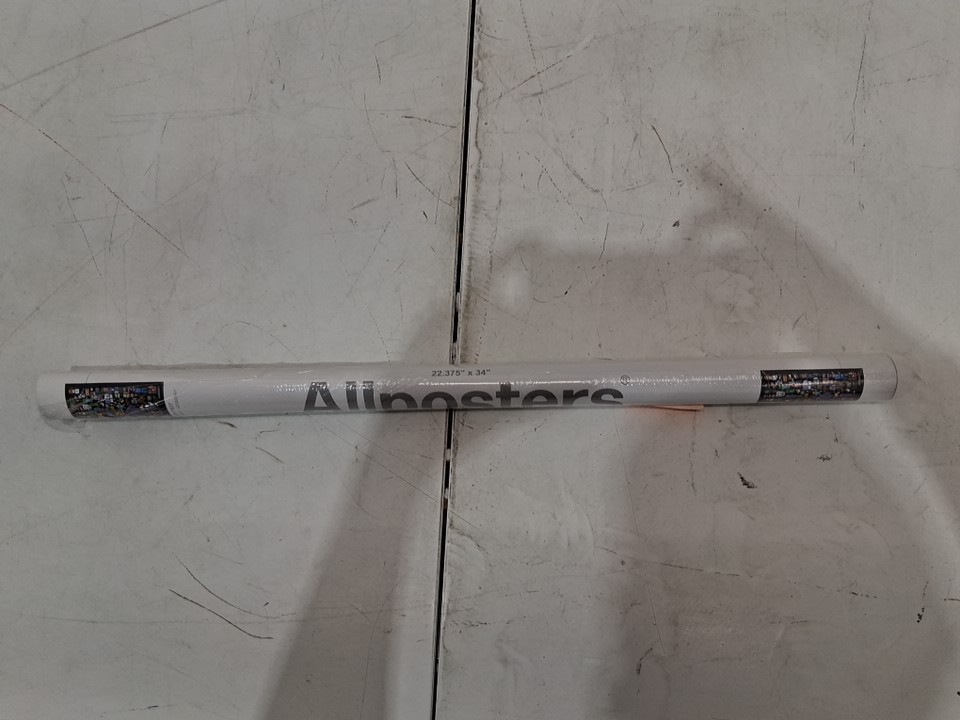 22.375" x 34"
Allposters®